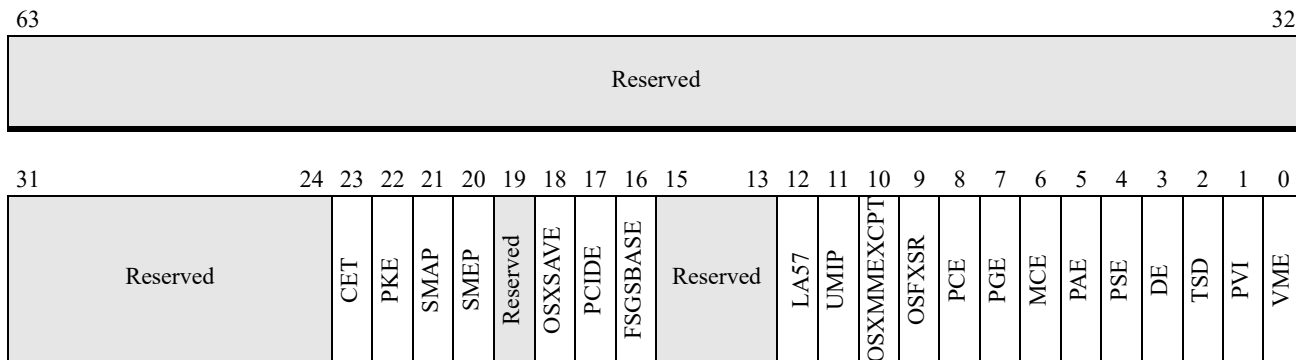 63 32
Reserved
31 24 23 22 21 20 19 18 17 16 15 13 12 11 10 9 8 7 6 5 4 3 2 1 0
Reserved CET PKE SMAP SMEP Reserved OSXSAVE PCIDE FSGSBASE Reserved LA57 UMIP OSXMMEXCPT OSFXSR PCE PGE MCE PAE PSE DE TSD PVI VME